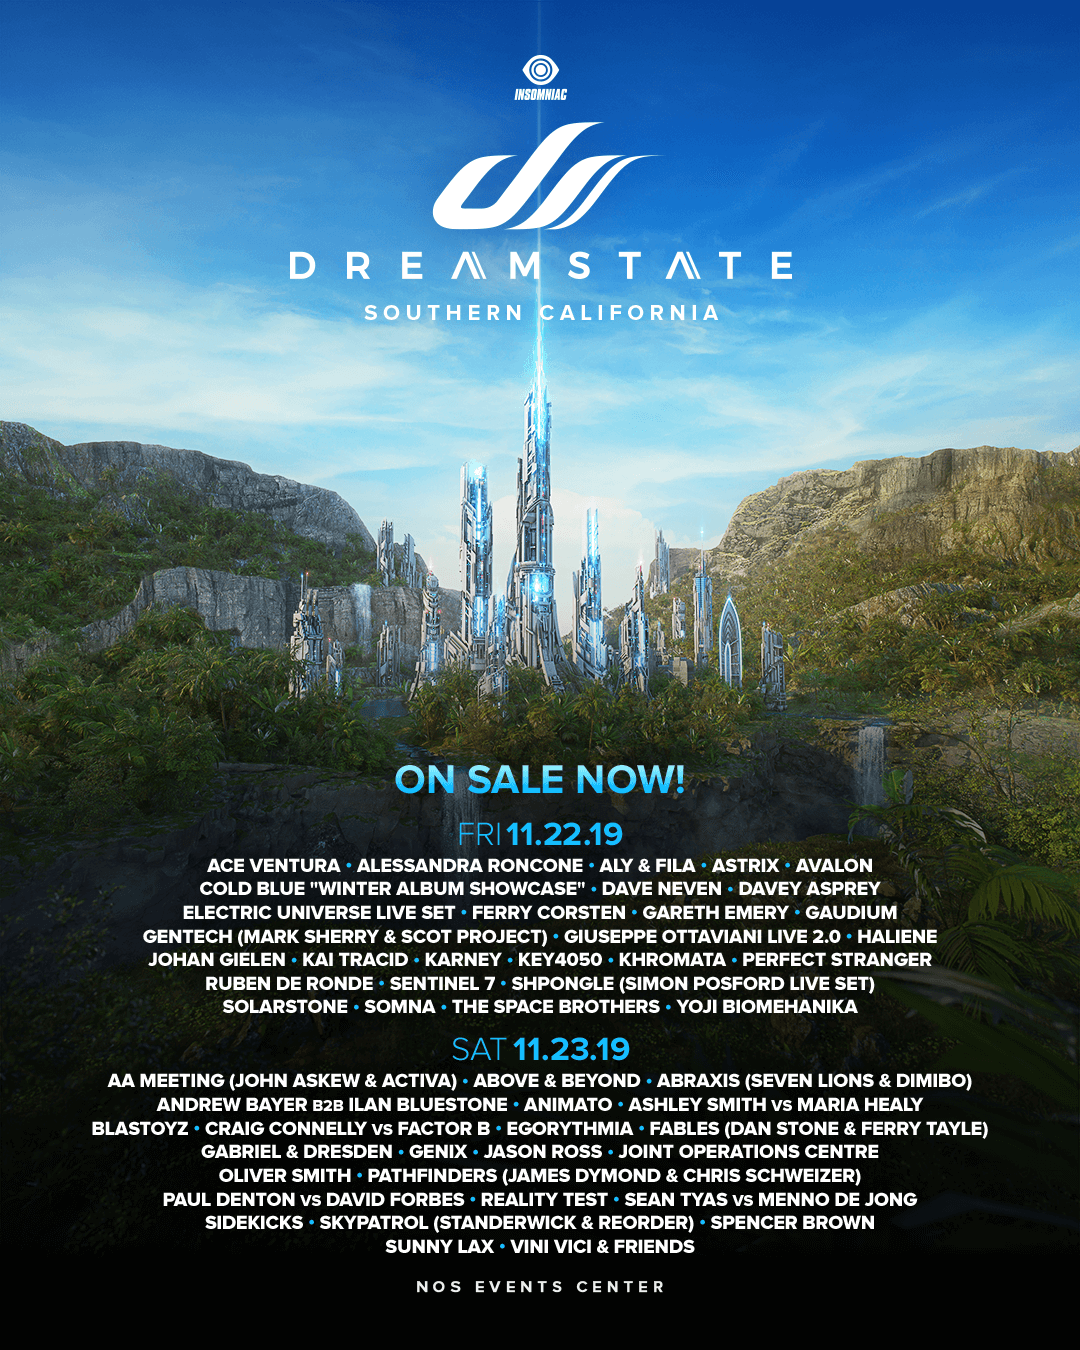 INSOMNIAC
DREAMSTATE
SOUTHERN CALIFORNIA
ON SALE NOW!
FRI 11.22.19
ACE VENTURA • ALESSANDRA RONCONE • ALY & FILA • ASTRIX • AVALON
COLD BLUE "WINTER ALBUM SHOWCASE" • DAVE NEVEN • DAVEY ASPREY
ELECTRIC UNIVERSE LIVE SET • FERRY CORSTEN • GARETH EMERY • GAUDIUM
GENTECH (MARK SHERRY & SCOT PROJECT) • GIUSEPPE OTTAVIANI LIVE 2.0 • HALIENE
JOHAN GIELEN • KAI TRACID • KARNEY • KEY4050 • KHROMATA • PERFECT STRANGER
RUBEN DE RONDE • SENTINEL 7 • SHPONGLE (SIMON POSFORD LIVE SET)
SOLARSTONE • SOMNA • THE SPACE BROTHERS • YOJI BIOMEHANIKA
SAT 11.23.19
AA MEETING (JOHN ASKEW & ACTIVA) • ABOVE & BEYOND • ABRAXIS (SEVEN LIONS & DIMIBO)
ANDREW BAYER B2B ILAN BLUESTONE • ANIMATO • ASHLEY SMITH VS MARIA HEALY
BLASTOYZ • CRAIG CONNELLY VS FACTOR B • EGORYTHMIA • FABLES (DAN STONE & FERRY TAYLE)
GABRIEL & DRESDEN • GENIX • JASON ROSS • JOINT OPERATIONS CENTRE
OLIVER SMITH • PATHFINDERS (JAMES DYMOND & CHRIS SCHWEIZER)
PAUL DENTON VS DAVID FORBES • REALITY TEST • SEAN TYAS VS MENNO DE JONG
SIDEKICKS • SKYPATROL (STANDERWICK & REORDER) • SPENCER BROWN
SUNNY LAX • VINI VICI & FRIENDS
NOS EVENTS CENTER